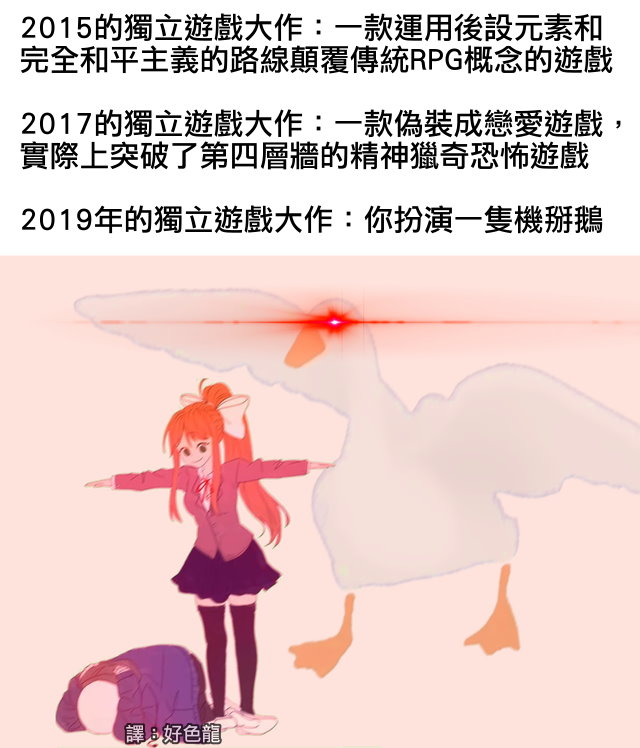 2015的獨立遊戲大作：一款運用後設元素和
完全和平主義的路線顛覆傳統RPG概念的遊戲
2017的獨立遊戲大作：一款偽裝成戀愛遊戲，
實際上突破了第四層牆的精神獵奇恐怖遊戲
2019年的獨立遊戲大作：你扮演一隻機掰鵝
譯：好色龍